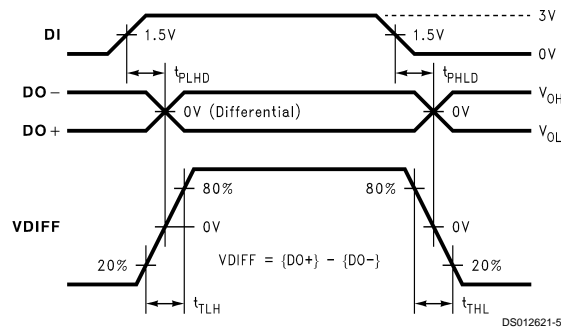 3V
DI
1.5V
1.5V
0V
tPLHD
tPHLD
DO−
0V (Differential)
0V
VOH
DO+
VOL
80%
80%
VDIFF
0V
0V
20%
VDIFF = {DO+} - {DO-}
20%
tTLH
tTHL
DS012621-5